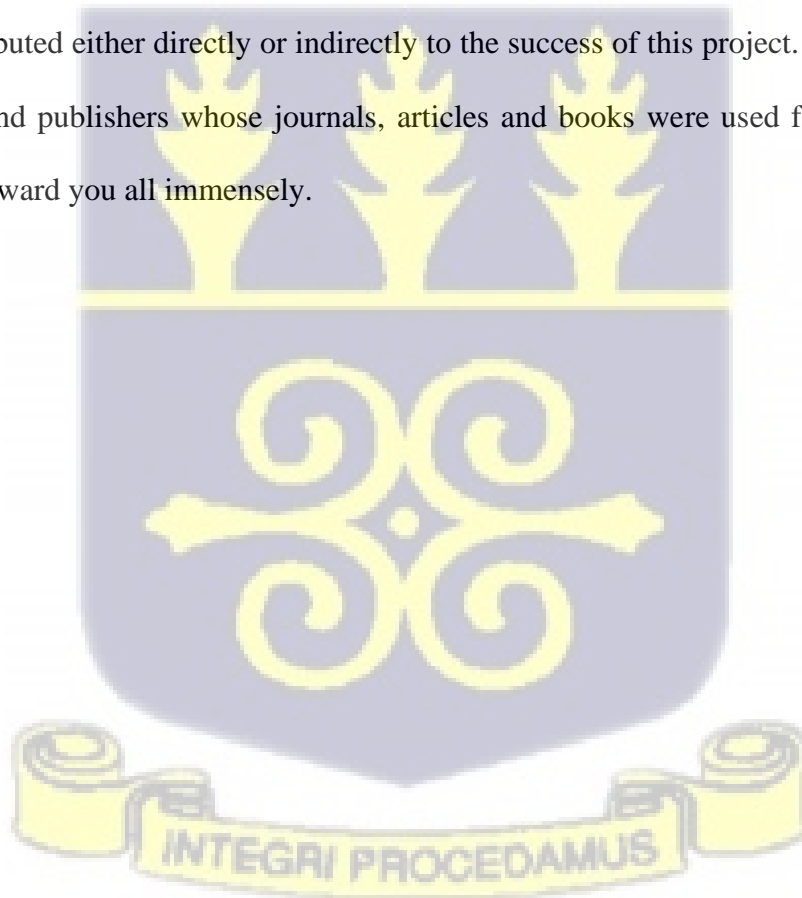 buted either directly or indirectly to the success of this project.
nd publishers whose journals, articles and books were used f
ward you all immensely.
INTEGRI PROCEDAMUS